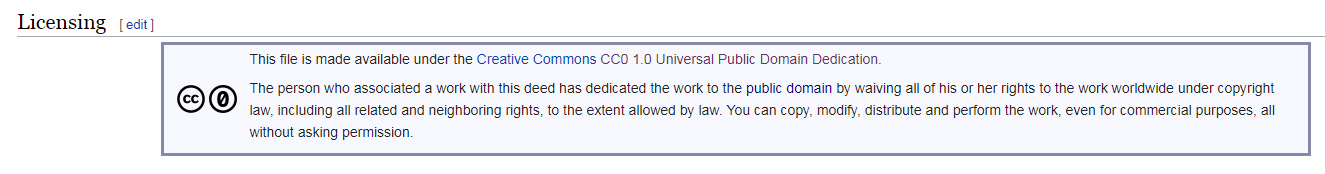 Licensing [ edit ]
This file is made available under the Creative Commons CC0 1.0 Universal Public Domain Dedication.
The person who associated a work with this deed has dedicated the work to the public domain by waiving all of his or her rights to the work worldwide under copyright
cc 0
law, including all related and neighboring rights, to the extent allowed by law. You can copy, modify, distribute and perform the work, even for commercial purposes, all
without asking permission.